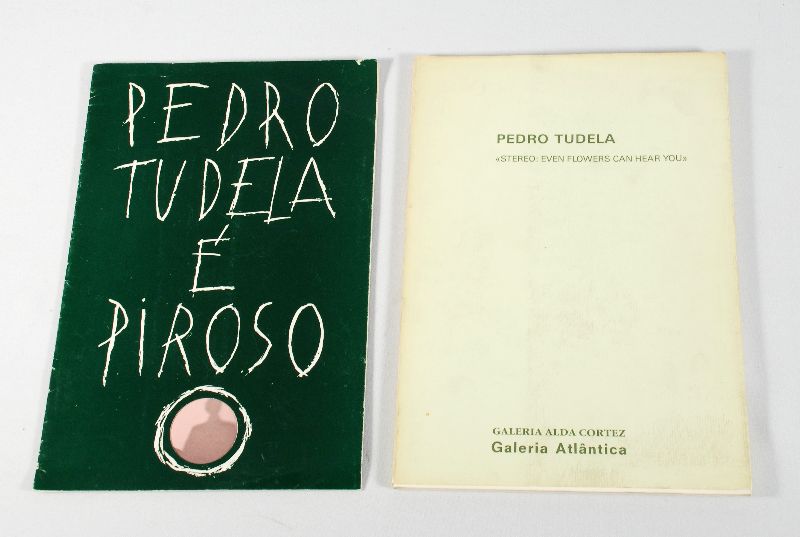 PEDRO
TUDELA
É
PiROSO
PEDRO TUDELA
«STEREO: EVEN FLOWERS CAN HEAR YOU»
GALERIA ALDA CORTEZ
Galeria Atlântica